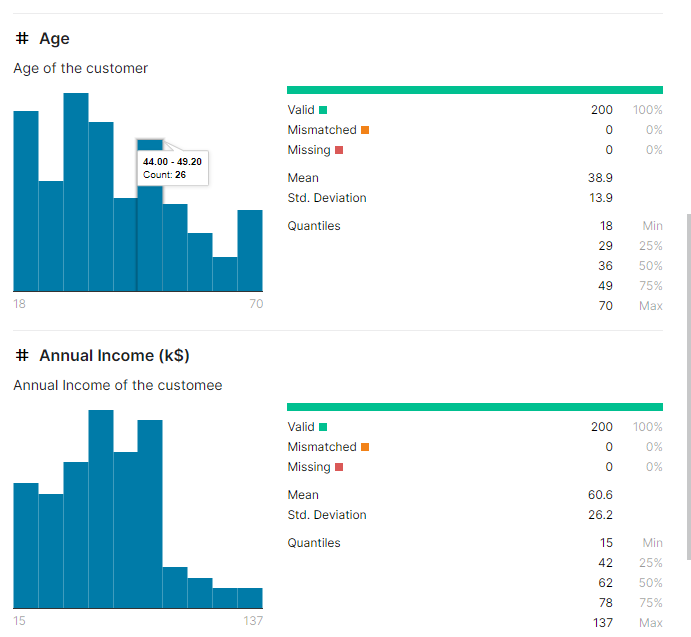 # Age
Age of the customer
44.00 - 49.20
Count: 26
18 70
Valid 200 100%
Mismatched 0 0%
Missing 0 0%
Mean 38.9
Std. Deviation 13.9
Quantiles 18 Min
29 25%
36 50%
49 75%
70 Max
# Annual Income (k$)
Annual Income of the customee
15 137
Valid 200 100%
Mismatched 0 0%
Missing 0 0%
Mean 60.6
Std. Deviation 26.2
Quantiles 15 Min
42 25%
62 50%
78 75%
137 Max